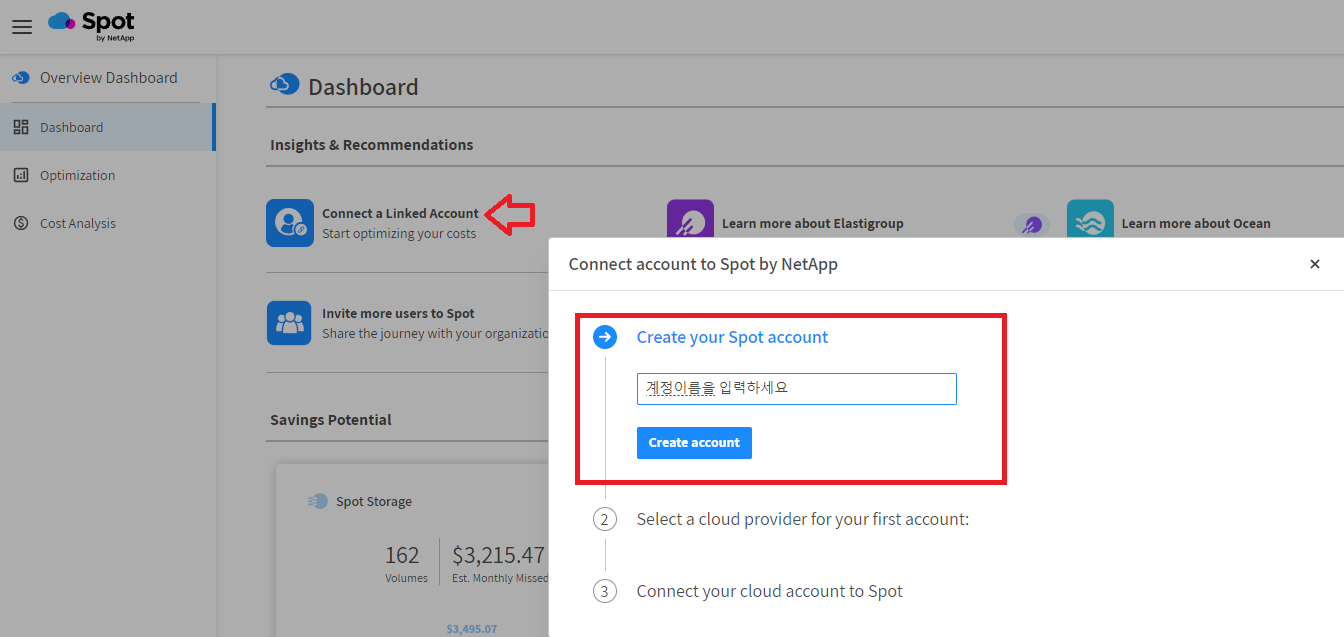 Spot
by NetApp
Overview Dashboard
Dashboard
Optimization
Cost Analysis
Dashboard
Insights & Recommendations
Connect a Linked Account
Start optimizing your costs
Learn more about Elastigroup
Learn more about Ocean
Invite more users to Spot
Share the journey with your organizatio
Savings Potential
Spot Storage
162
Volumes
$3,215.47
Est. Monthly Missed
$3,495.07
Connect account to Spot by NetApp
×
Create your Spot account
계정이름을 입력하세요
Create account
2
Select a cloud provider for your first account:
3
Connect your cloud account to Spot